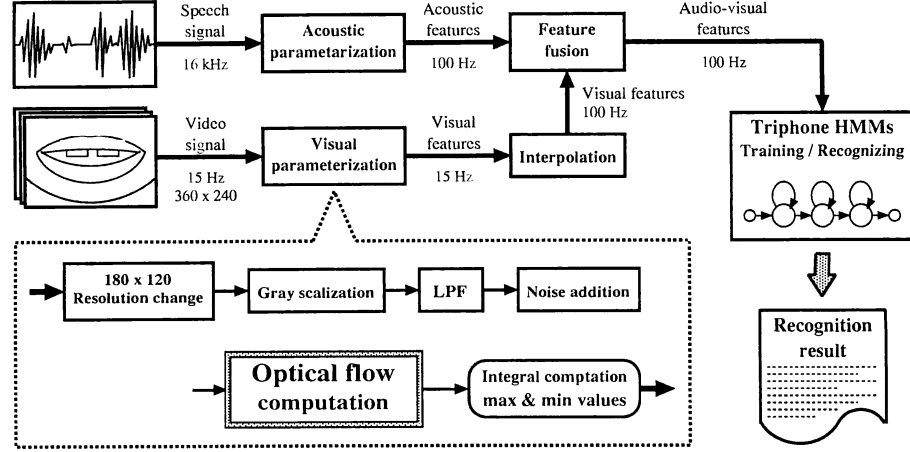 Speech
signal
16 kHz
Acoustic
parametarization
Acoustic
features
100 Hz
Feature
fusion
Audio-visual
features
100 Hz
Visual features
100 Hz
Video
signal
15 Hz
360 x 240
Visual
parameterization
Visual
features
15 Hz
Interpolation
Triphone HMMs
Training / Recognizing
180 x 120
Resolution change
Gray scalization
LPF
Noise addition
Optical flow
computation
Integral comptation
max & min values
Recognition
result